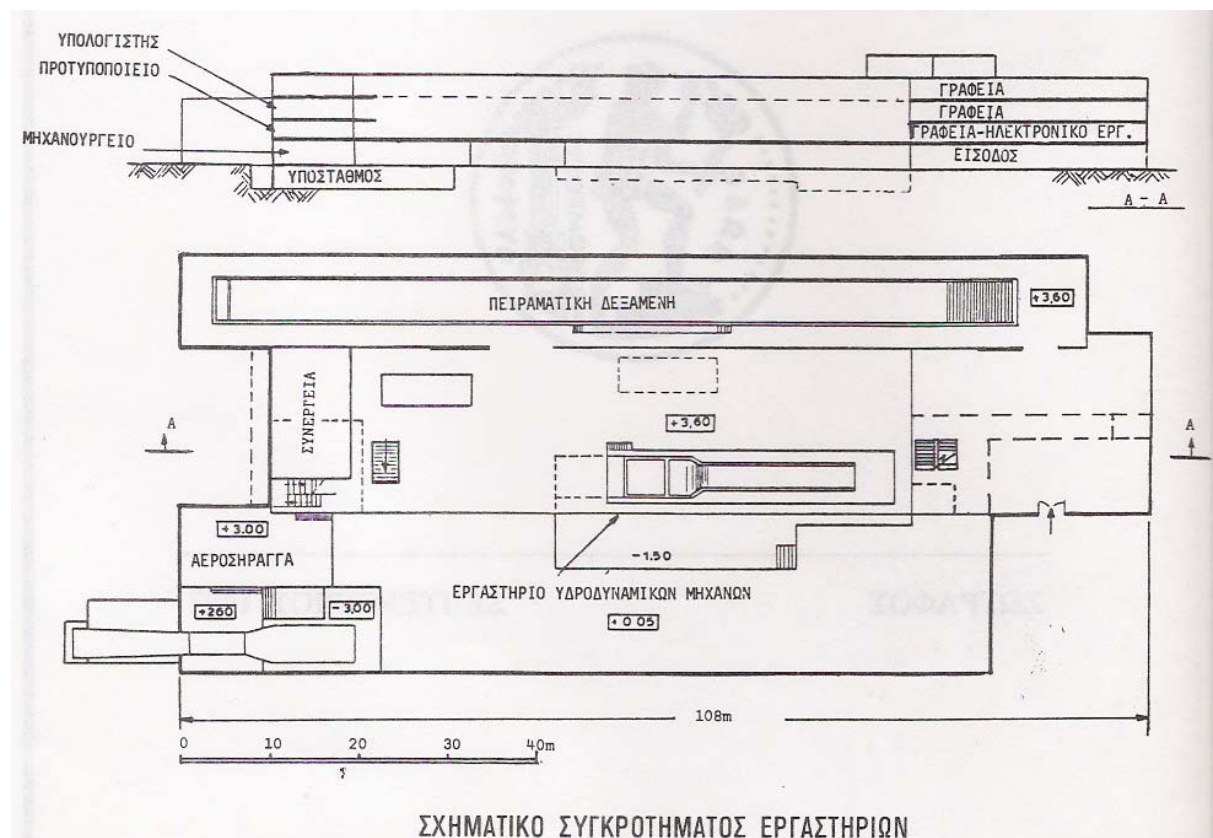 ΥΠΟΛΟΓΙΣΤΗΣ
ΠΡΟΤΥΠΟΠΟΙΕΙΟ
ΜΗΧΑΝΟΥΡΓΕΙΟ
ΥΠΟΣΤΑΘΜΟΣ
ΓΡΑΦΕΙΑ
ΓΡΑΦΕΙΑ
ΓΡΑΦΕΙΑ-ΗΛΕΚΤΡΟΝΙΚΟ ΕΡΓ.
ΕΙΣΟΔΟΣ
Α - Α
ΠΕΙΡΑΜΑΤΙΚΗ ΔΕΞΑΜΕΝΗ
+3,60
ΣΥΝΕΡΓΕΙΑ
+3,60
Α
Α
+3.00
ΑΕΡΟΣΗΡΑΓΓΑ
-1.50
ΕΡΓΑΣΤΗΡΙΟ ΥΔΡΟΔΥΝΑΜΙΚΩΝ ΜΗΧΑΝΩΝ
+260
-3,00
+0 05
108m
0 10 20 30 40m
ΣΧΗΜΑΤΙΚΟ ΣΥΓΚΡΟΤΗΜΑΤΟΣ ΕΡΓΑΣΤΗΡΙΩΝ